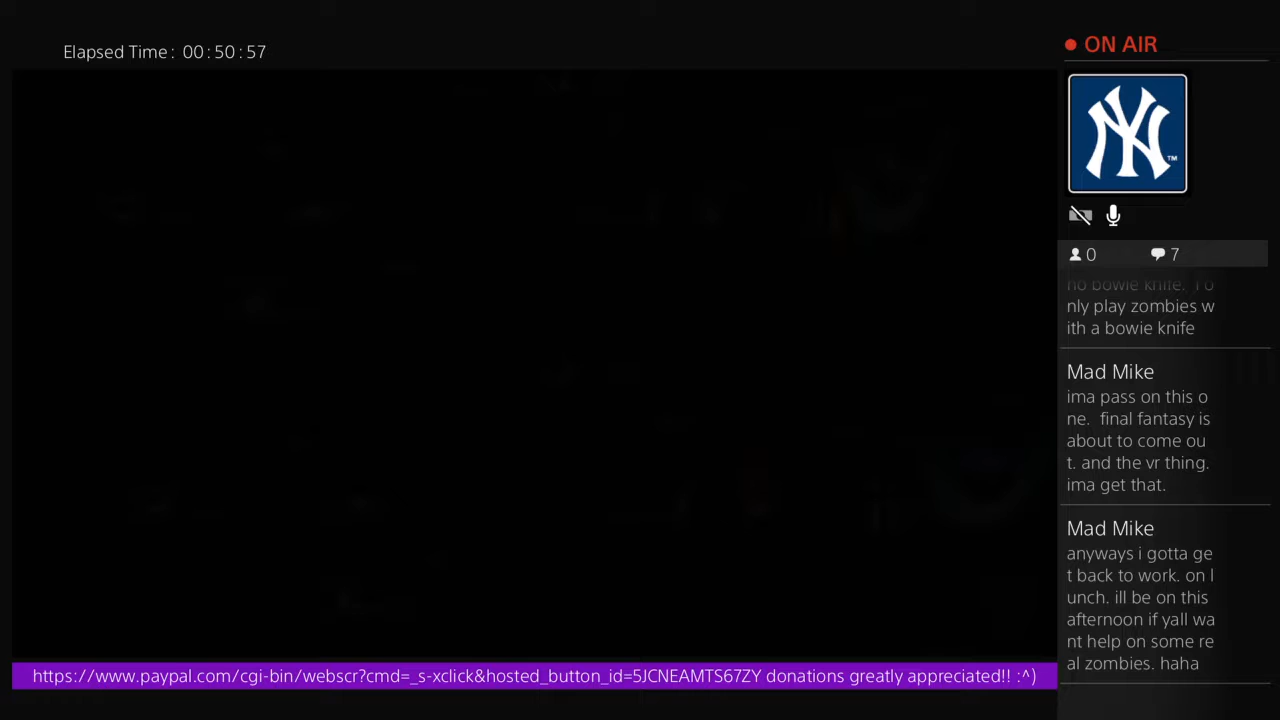 Elapsed Time: 00:50:57
ON AIR
NY
TM
0
7
no bowie knife. I o
nly play zombies w
ith a bowie knife
Mad Mike
ima pass on this o
ne. final fantasy is
about to come ou
t. and the vr thing.
ima get that.
Mad Mike
anyways i gotta ge
t back to work. on l
unch. ill be on this
afternoon if yall wa
nt help on some re
al zombies. haha
https://www.paypal.com/cgi-bin/webscr?cmd=_s-xclick&hosted_button_id=5JCNEAMTS67ZY donations greatly appreciated!! :^)